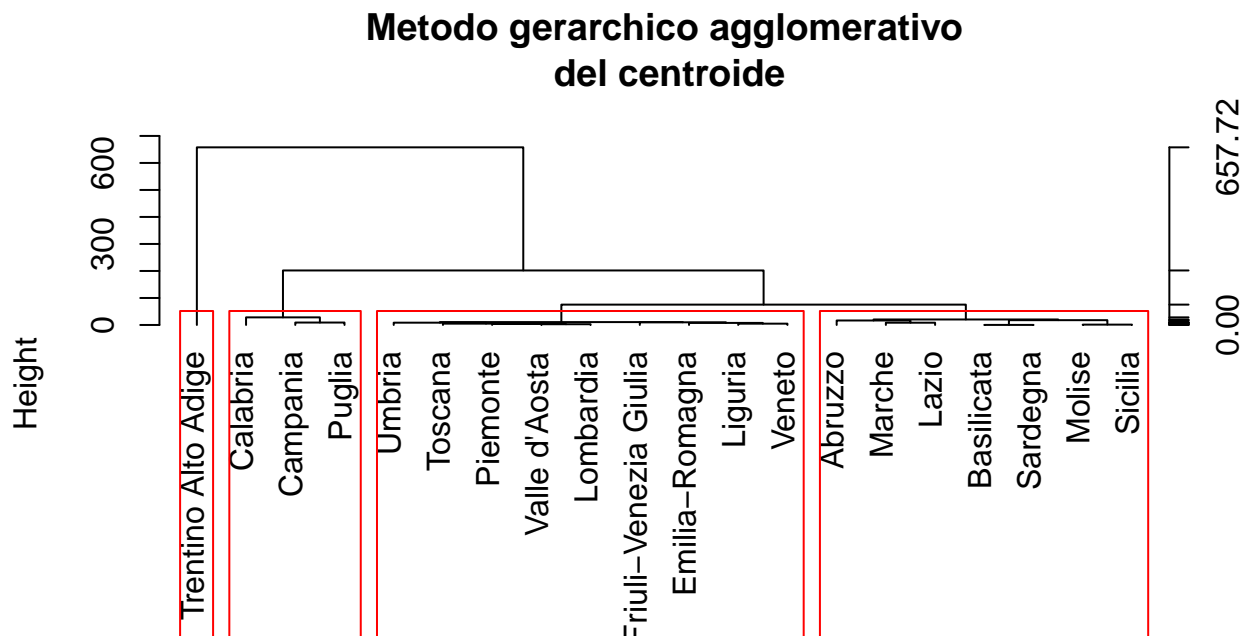 Metodo gerarchico agglomerativo
del centroide
Height
600
300
0
657.72
0.00
Trentino Alto Adige
Calabria
Campania
Puglia
Umbria
Toscana
Piemonte
Valle d'Aosta
Lombardia
Friuli−Venezia Giulia
Emilia−Romagna
Liguria
Veneto
Abruzzo
Marche
Lazio
Basilicata
Sardegna
Molise
Sicilia